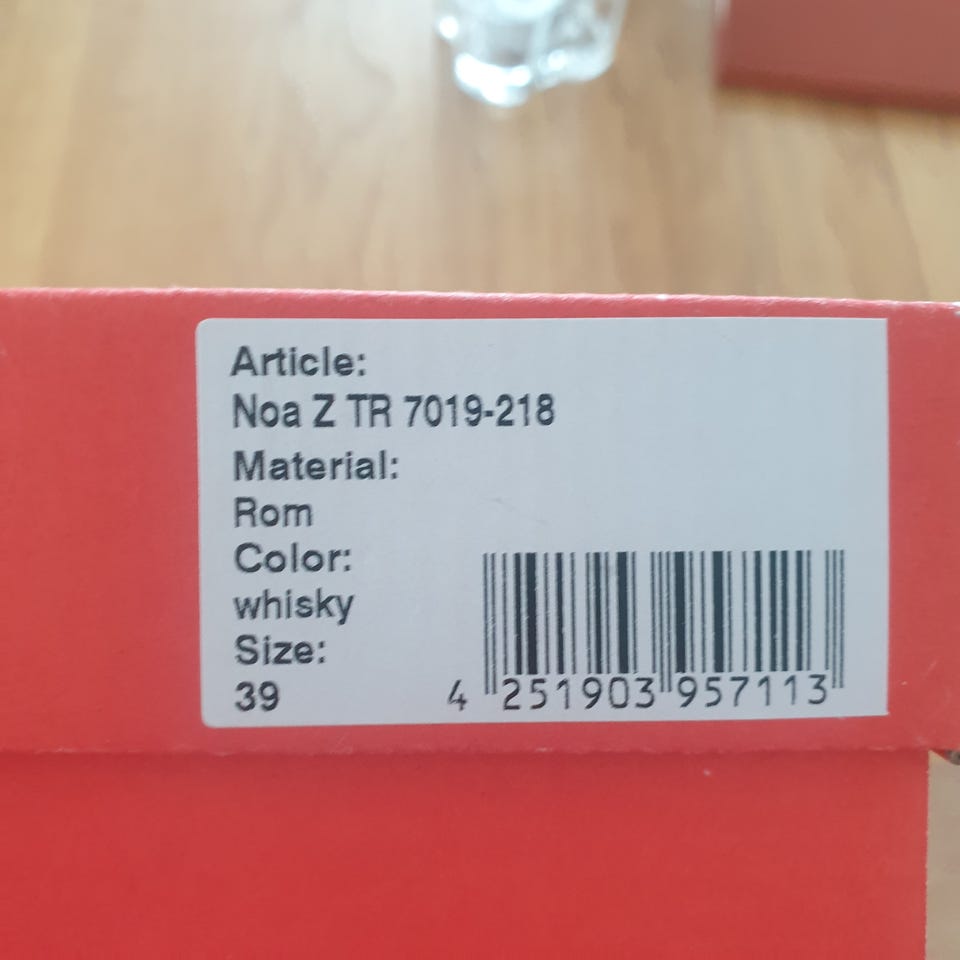 Article:
Noa Z TR 7019-218
Material:
Rom
Color:
whisky
Size:
39
4 251903 957113